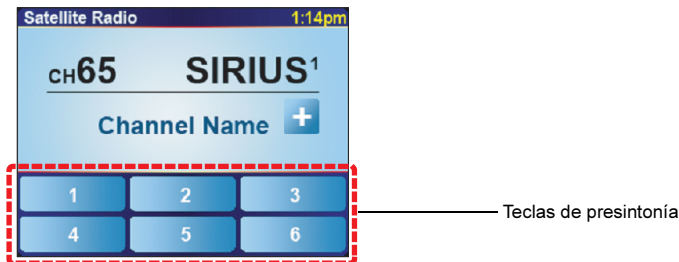 Satellite Radio 1:14pm
CH65 SIRIUS¹
Channel Name +
1 2 3
Teclas de presintonía
4 5 6